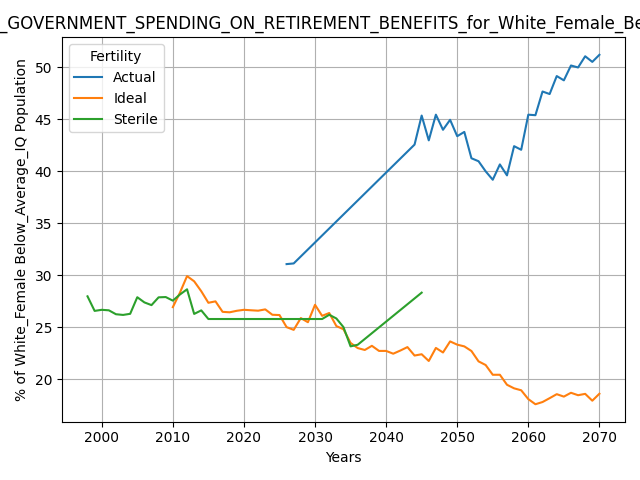 _GOVERNMENT_SPENDING_ON_RETIREMENT_BENEFITS_for_White_Female_Be
Fertility
Actual
Ideal
Sterile
% of White_Female Below_Average_IQ Population
50
45
40
35
30
25
20
2000
2010
2020
2030
2040
2050
2060
2070
Years